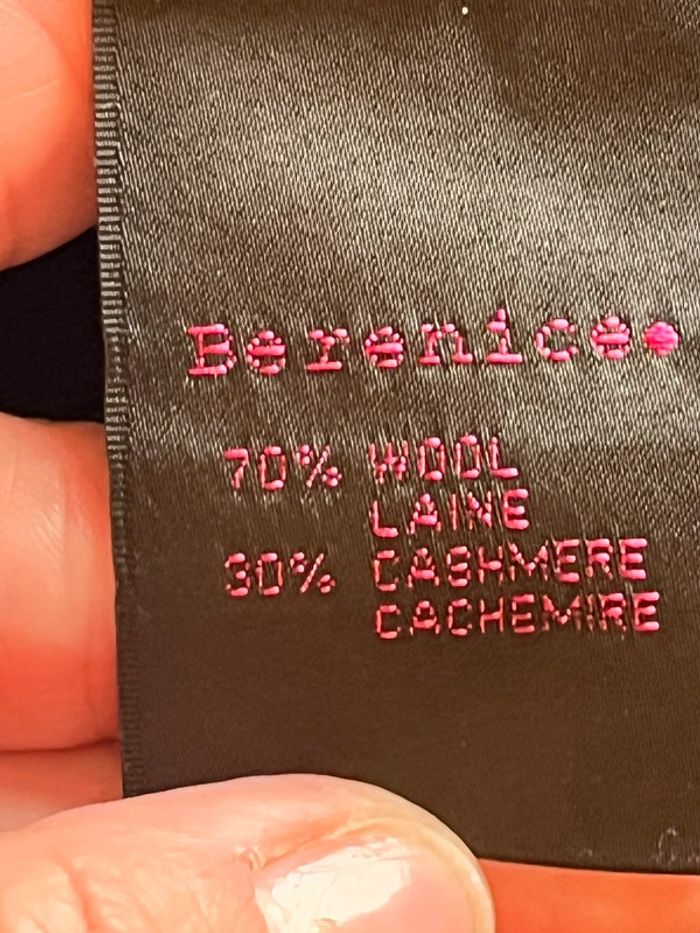 Berenice
70% WOOL
LAINE
30% CASHMERE
CACHEMIRE